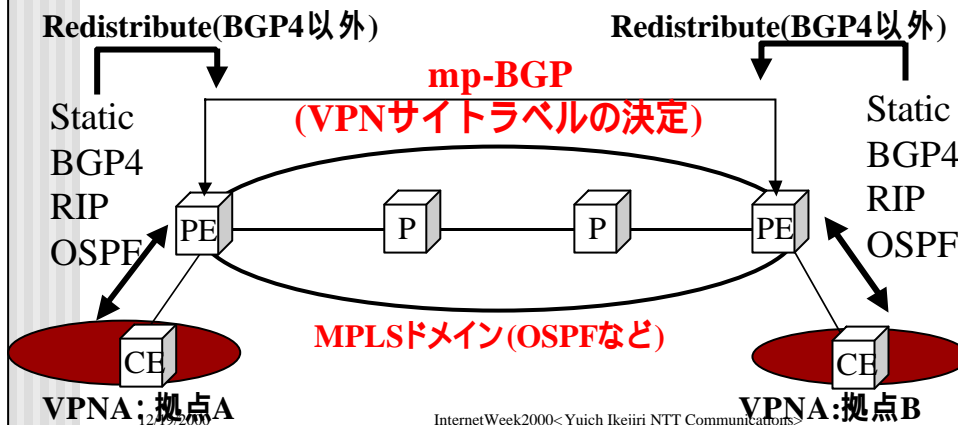 Redistribute(BGP4以外)
Redistribute(BGP4以外)
mp-BGP
(VPNサイトラベルの決定)
Static
BGP4
RIP
OSPF
Static
BGP4
RIP
OSPF
PE
P
P
PE
MPLSドメイン(OSPFなど)
CE
CE
VPNA:拠点A
VPNA:拠点B
12/19/2000
InternetWeek2000<Yuich Ikejiri NTT Communications>